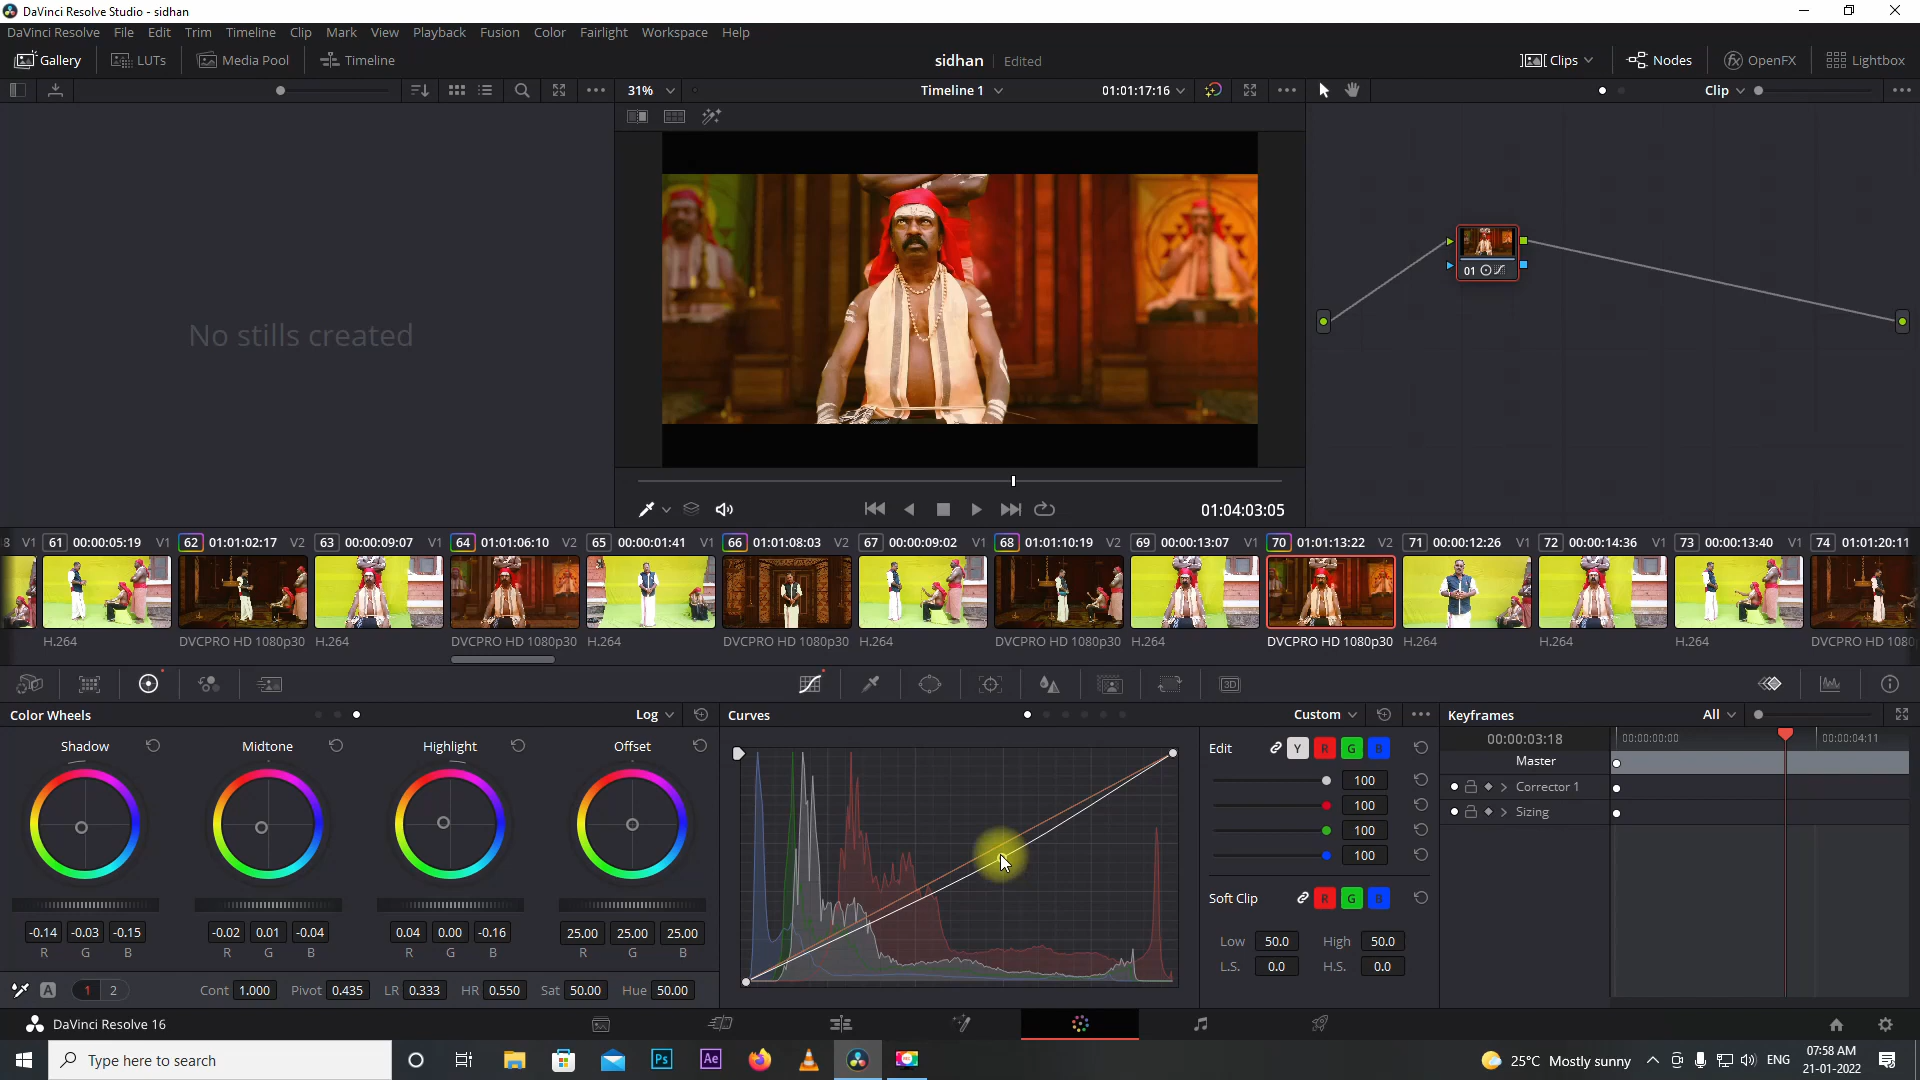 DaVinci Resolve Studio - sidhan
DaVinci Resolve File Edit Trim Timeline Clip Mark View Playback Fusion Color Fairlight Workspace Help
Gallery LUTs Media Pool Timeline sidhan Edited Clips Nodes OpenFX Lightbox
31% Timeline 1 01:01:17:16 Clip
No stills created
01
01:04:03:05
8 V1 61 00:00:05:19 V1 62 01:01:02:17 V2 63 00:00:09:07 V1 64 01:01:06:10 V2 65 00:00:01:41 V1 66 01:01:08:03 V2 67 00:00:09:02 V1 68 01:01:10:19 V2 69 00:00:13:07 V1 70 01:01:13:22 V2 71 00:00:12:26 V1 72 00:00:14:36 V1 73 00:00:13:40 V1 74 01:01:20:11
H.264 DVCPRO HD 1080p30 H.264 DVCPRO HD 1080p30 H.264 DVCPRO HD 1080p30 H.264 DVCPRO HD 1080p30 H.264 DVCPRO HD 1080p30 H.264 H.264 H.264 DVCPRO HD 1080
3D
Color Wheels Log Curves Custom Keyframes All
Shadow Midtone Highlight Offset
Edit Y R G B
100
100
100
100
Soft Clip R G B
Low 50.0 High 50.0
L.S. 0.0 H.S. 0.0
00:00:03:18 00:00:00:00 00:00:04:11
Master
Corrector 1
Sizing
-0.14 -0.03 -0.15 -0.02 0.01 -0.04 0.04 0.00 -0.16 25.00 25.00 25.00
R G B R G B R G B R G B
A 1 2 Cont 1.000 Pivot 0.435 LR 0.333 HR 0.550 Sat 50.00 Hue 50.00
DaVinci Resolve 16
Type here to search
Ps
Ae
25°C Mostly sunny
ENG
07:58 AM
21-01-2022